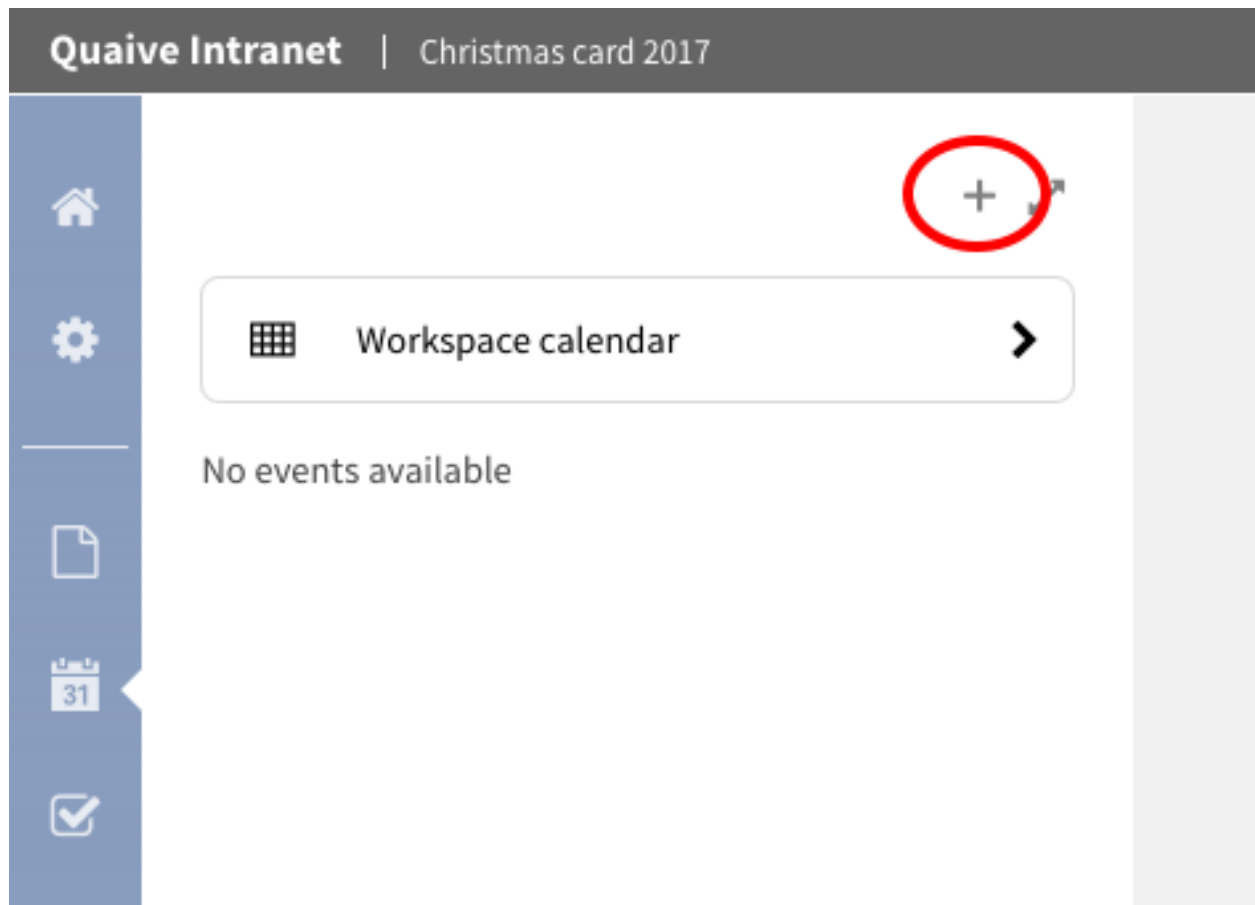 Quaive Intranet | Christmas card 2017
Workspace calendar
No events available
31